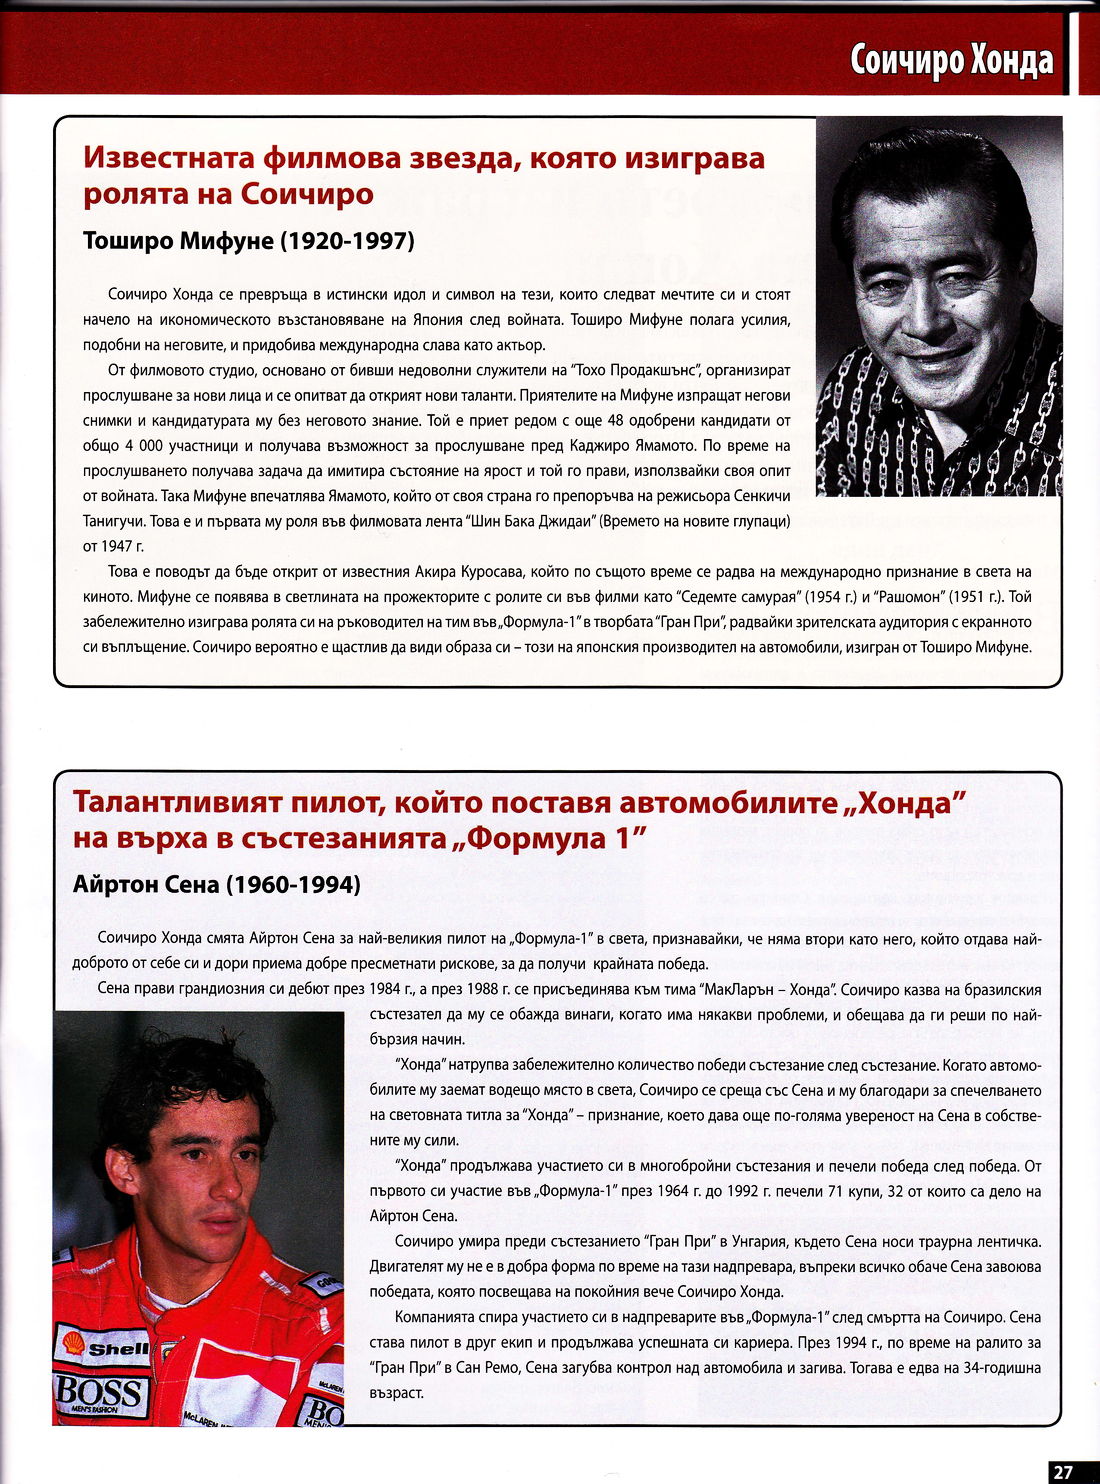 Соичиро Хонда
Известната филмова звезда, която изиграва
ролята на Соичиро
Тоширо Мифуне (1920-1997)
Соичиро Хонда се превръща в истински идол и символ на тези, които следват мечтите си и стоят
начело на икономическото възстановяване на Япония след войната. Тоширо Мифуне полага усилия,
подобни на неговите, и придобива международна слава като актьор.
От филмовото студио, основано от бивши недоволни служители на “Тохо Продакшънс”, организират
прослушване за нови лица и се опитват да открият нови таланти. Приятелите на Мифуне изпращат негови
снимки и кандидатурата му без неговото знание. Той е приет редом с още 48 одобрени кандидати от
общо 4 000 участници и получава възможност за прослушване пред Каджиро Ямамото. По време на
прослушването получава задача да имитира състояние на ярост и той го прави, използвайки своя опит
от войната. Така Мифуне впечатлява Ямамото, който от своя страна го препоръчва на режисьора Сенкичи
Танигучи. Това е и първата му роля във филмовата лента “Шин Бака Джидаи” (Времето на новите глупаци)
от 1947 г.
Това е поводът да бъде открит от известния Акира Куросава, който по същото време се радва на международно признание в света на
киното. Мифуне се появява в светлината на прожекторите с ролите си във филми като “Седемте самурая” (1954 г.) и “Рашомон” (1951 г.). Той
забележително изиграва ролята си на ръководител на тим във „Формула-1” в творбата “Гран При”, радвайки зрителската аудитория с екранното
си въплъщение. Соичиро вероятно е щастлив да види образа си – този на японския производител на автомобили, изигран от Тоширо Мифуне.
Талантливият пилот, който поставя автомобилите „Хонда”
на върха в състезанията „Формула 1”
Айртон Сена (1960-1994)
Соичиро Хонда смята Айртон Сена за най-великия пилот на „Формула-1” в света, признавайки, че няма втори като него, който отдава най-
доброто от себе си и дори приема добре пресметнати рискове, за да получи крайната победа.
Сена прави грандиозния си дебют през 1984 г., а през 1988 г. се присъединява към тима “МакЛарън – Хонда”. Соичиро казва на бразилския
състезател да му се обажда винаги, когато има някакви проблеми, и обещава да ги реши по най-
бързия начин.
“Хонда” натрупва забележително количество победи състезание след състезание. Когато автомо-
билите му заемат водещо място в света, Соичиро се среща със Сена и му благодари за спечелването
на световната титла за “Хонда” – признание, което дава още по-голяма увереност на Сена в собстве-
ните му сили.
“Хонда” продължава участието си в многобройни състезания и печели победа след победа. От
първото си участие във „Формула-1” през 1964 г. до 1992 г. печели 71 купи, 32 от които са дело на
Айртон Сена.
Соичиро умира преди състезанието “Гран При” в Унгария, където Сена носи траурна лентичка.
Двигателят му не е в добра форма по време на тази надпревара, въпреки всичко обаче Сена завоюва
победата, която посвещава на покойния вече Соичиро Хонда.
Компанията спира участието си в надпреварите във „Формула-1” след смъртта на Соичиро. Сена
става пилот в друг екип и продължава успешната си кариера. През 1994 г., по време на ралито за
“Гран При” в Сан Ремо, Сена загубва контрол над автомобила и загива. Тогава е едва на 34-годишна
възраст.
Shell
BOSS
MEN'S FASHION
McLAREN
BO
27